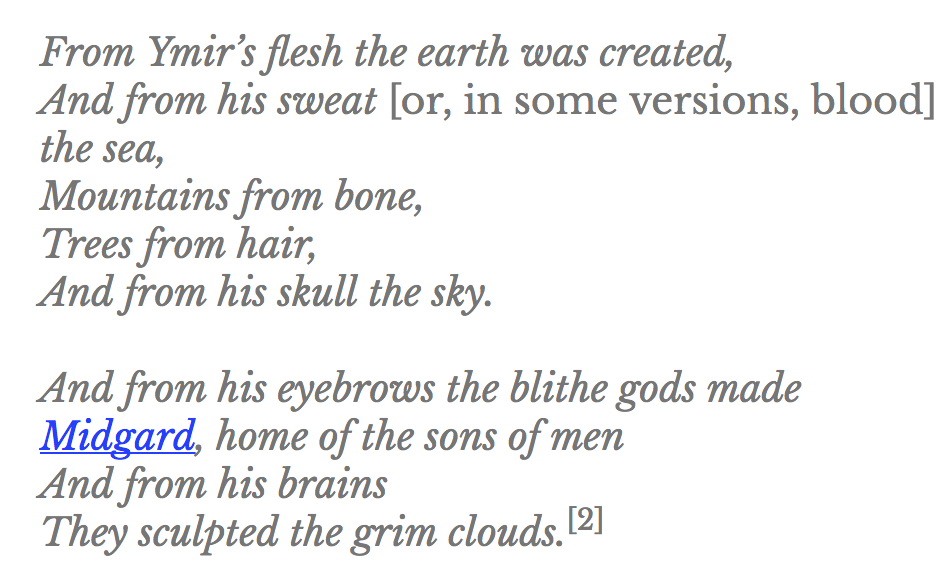 From Ymir’s flesh the earth was created,
And from his sweat [or, in some versions, blood]
the sea,
Mountains from bone,
Trees from hair,
And from his skull the sky.
And from his eyebrows the blithe gods made
Midgard, home of the sons of men
And from his brains
They sculpted the grim clouds.[2]